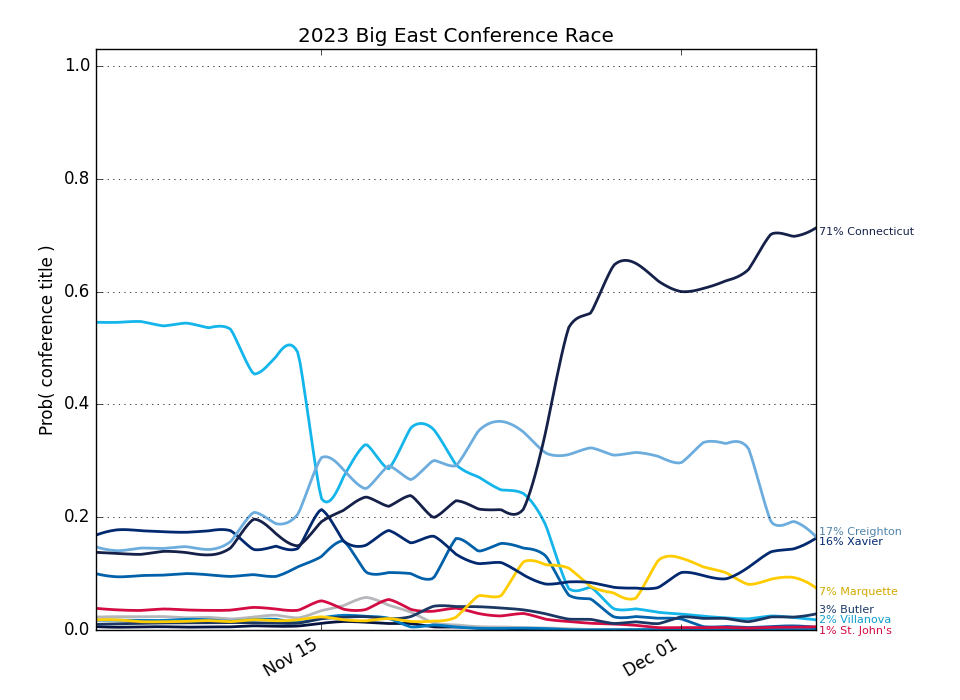 2023 Big East Conference Race
Prob( conference title )
1.0
0.8
0.6
0.4
0.2
0.0
Nov 15
Dec 01
71% Connecticut
17% Creighton
16% Xavier
7% Marquette
3% Butler
2% Villanova
1% St. John's